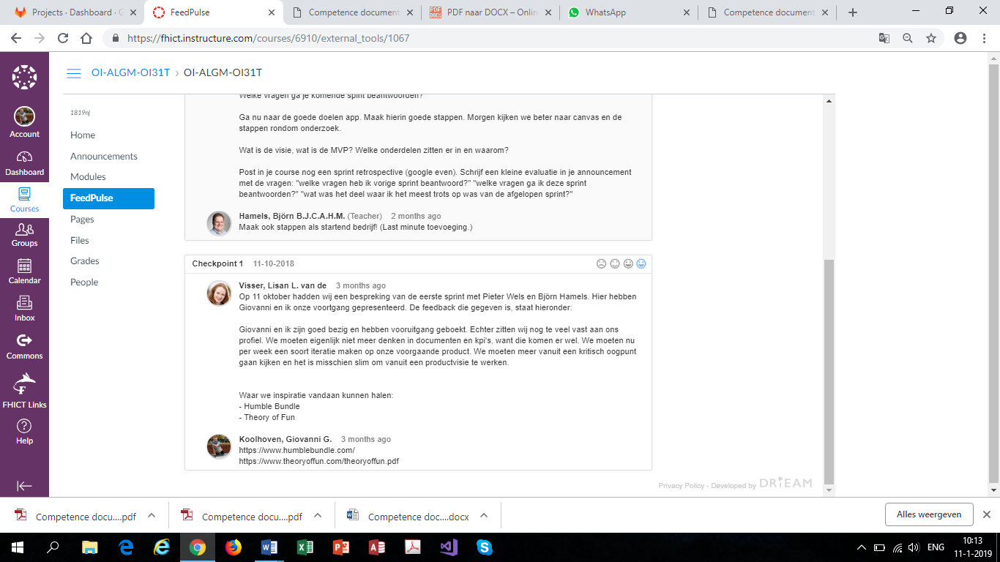 Projects - Dashboard - G
FeedPulse
Competence document
PDF naar DOCX – Onlin
WhatsApp
Competence document
https://fhict.instructure.com/courses/6910/external_tools/1067
OI-ALGM-OI31T > OI-ALGM-OI31T
Account
Dashboard
Courses
Groups
Calendar
Inbox
Commons
FHICT Links
Help
1819nj
Home
Announcements
Modules
FeedPulse
Pages
Files
Grades
People
Welke vragen ga je komende sprint beantwoorden?
Ga nu naar de goede doelen app. Maak hierin goede stappen. Morgen kijken we beter naar canvas en de
stappen rondom onderzoek.
Wat is de visie, wat is de MVP? Welke onderdelen zitten er in en waarom?
Post in je course nog een sprint retrospective (google even). Schrijf een kleine evaluatie in je announcement
met de vragen: "welke vragen heb ik vorige sprint beantwoord?" "welke vragen ga ik deze sprint
beantwoorden?" "wat was het deel waar ik het meest trots op was van de afgelopen sprint?"
Hamels, Björn B.J.C.A.H.M. (Teacher) 2 months ago
Maak ook stappen als startend bedrijf! (Last minute toevoeging.)
Checkpoint 1 11-10-2018
Visser, Lisan L. van de 3 months ago
Op 11 oktober hadden wij een bespreking van de eerste sprint met Pieter Wels en Björn Hamels. Hier hebben
Giovanni en ik onze voortgang gepresenteerd. De feedback die gegeven is, staat hieronder:
Giovanni en ik zijn goed bezig en hebben vooruitgang geboekt. Echter zitten wij nog te veel vast aan ons
profiel. We moeten eigenlijk niet meer denken in documenten en kpi's, want die komen er wel. We moeten nu
per week een soort iteratie maken op onze voorgaande product. We moeten meer vanuit een kritisch oogpunt
gaan kijken en het is misschien slim om vanuit een productvisie te werken.
Waar we inspiratie vandaan kunnen halen:
- Humble Bundle
- Theory of Fun
Koolhoven, Giovanni G. 3 months ago
https://www.humblebundle.com/
https://www.theoryoffun.com/theoryoffun.pdf
Privacy Policy - Developed by DRIEAM
Competence docu....pdf
Competence docu....pdf
Competence doc....docx
Alles weergeven
ENG
10:13
11-1-2019